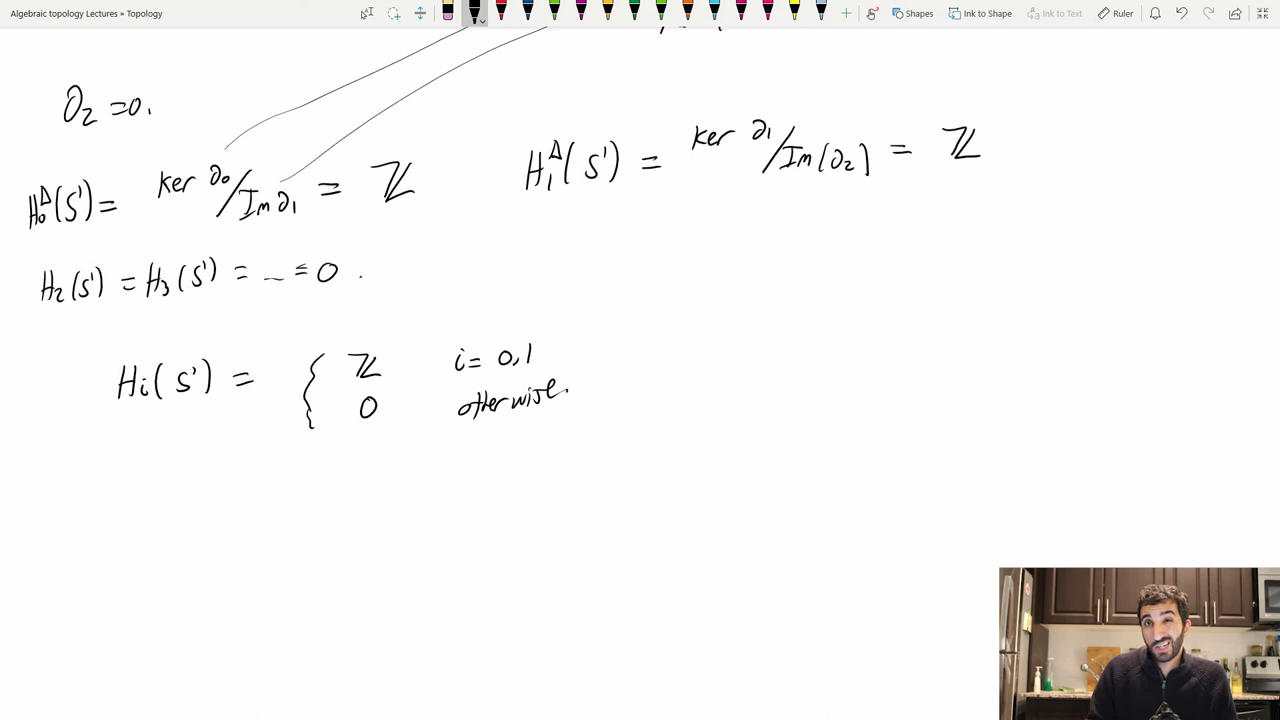 Algebraic topology Lectures » Topology
Shapes Ink to Shape Ink to Text Ruler
∂₂ = 0.
H₀^Δ(S¹) = ker ∂₀/Im ∂₁ = ℤ
H₁^Δ(S¹) = ker ∂₁/Im(∂₂) = ℤ
H₂(S¹) = H₃(S¹) = … = 0.
Hᵢ(S¹) = { ℤ i = 0,1
0 otherwise.